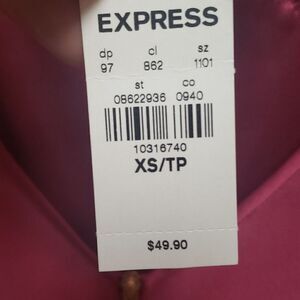 EXPRESS
dp cl sz
97 862 1101
st co
08622936 0940
10316740
XS/TP
$49.90